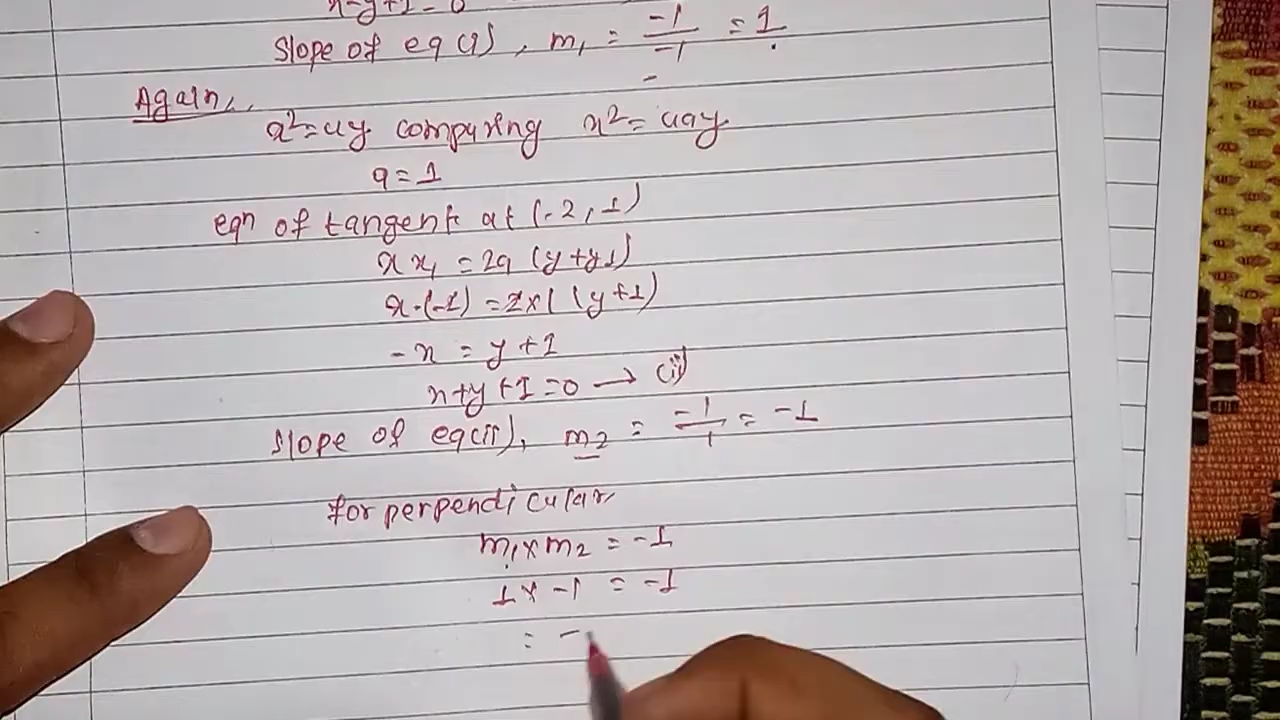 x-y+1=0
Slope of eq(i), m₁ = -1/-1 = 1.
Again,,
x²=4y comparing x²=4ay
a=1
eqn of tangent at (-2,1)
x x₁ = 2a (y+y1)
x.(-1) = 2×1 (y+1)
-x = y+1
x+y+1=0 → (ii)
Slope of eq(ii), m2 = -1/1 = -1
for perpendicular
m₁×m2 = -1
1×-1 = -1
= -